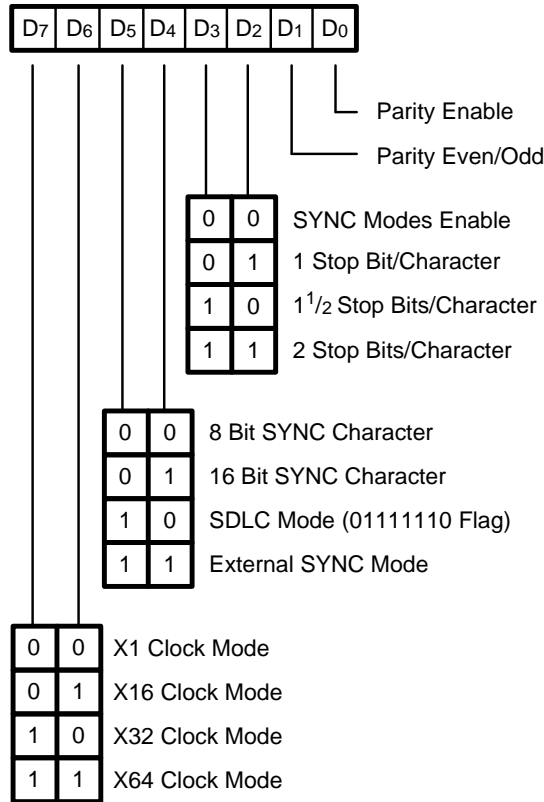 D7 D6 D5 D4 D3 D2 D1 D0
Parity Enable
Parity Even/Odd
0 0 SYNC Modes Enable
0 1 1 Stop Bit/Character
1 0 1 1/2 Stop Bits/Character
1 1 2 Stop Bits/Character
0 0 8 Bit SYNC Character
0 1 16 Bit SYNC Character
1 0 SDLC Mode (01111110 Flag)
1 1 External SYNC Mode
0 0 X1 Clock Mode
0 1 X16 Clock Mode
1 0 X32 Clock Mode
1 1 X64 Clock Mode